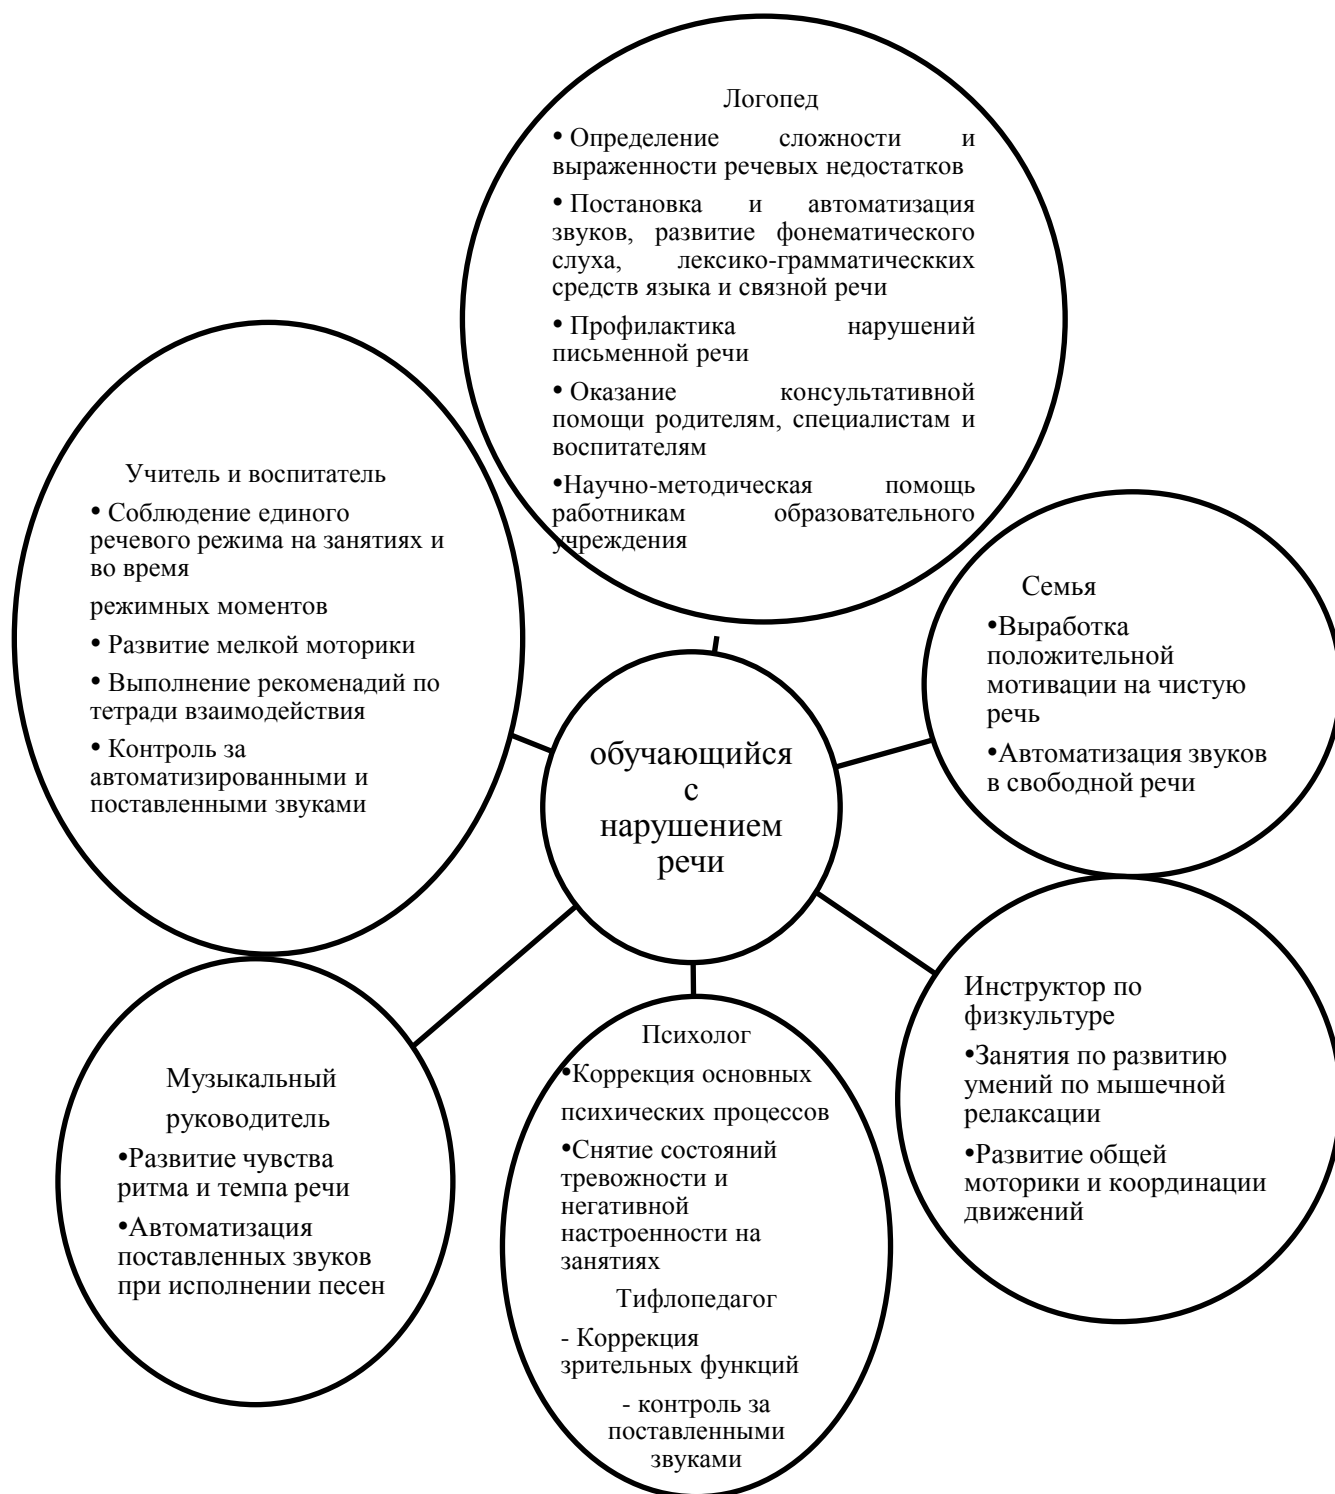 Логопед
• Определение сложности и
выраженности речевых недостатков
• Постановка и автоматизация
звуков, развитие фонематического
слуха, лексико-грамматическких
средств языка и связной речи
• Профилактика нарушений
письменной речи
• Оказание консультативной
помощи родителям, специалистам и
воспитателям
•Научно-методическая помощь
работникам образовательного
учреждения
Учитель и воспитатель
• Соблюдение единого
речевого режима на занятиях и
во время
режимных моментов
• Развитие мелкой моторики
• Выполнение рекоменадий по
тетради взаимодействия
• Контроль за
автоматизированными и
поставленными звуками
Семья
•Выработка
положительной
мотивации на чистую
речь
•Автоматизация звуков
в свободной речи
обучающийся
с
нарушением
речи
Инструктор по
физкультуре
•Занятия по развитию
умений по мышечной
релаксации
•Развитие общей
моторики и координации
движений
Психолог
•Коррекция основных
психических процессов
•Снятие состояний
тревожности и
негативной
настроенности на
занятиях
Тифлопедагог
- Коррекция
зрительных функций
- контроль за
поставленными
звуками
Музыкальный
руководитель
•Развитие чувства
ритма и темпа речи
•Автоматизация
поставленных звуков
при исполнении песен